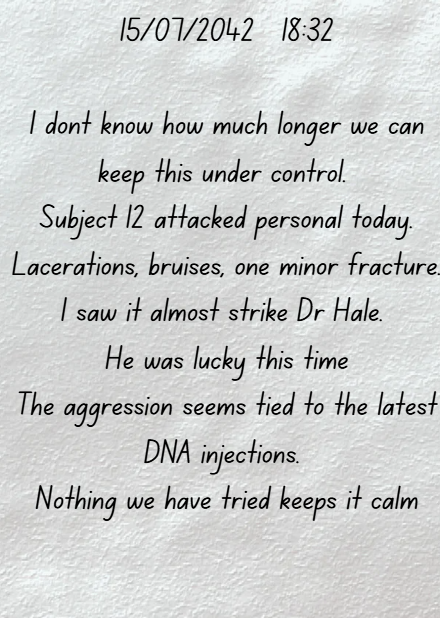 15/07/2042 18:32
I dont know how much longer we can
keep this under control.
Subject 12 attacked personal today.
Lacerations, bruises, one minor fracture.
I saw it almost strike Dr Hale.
He was lucky this time
The aggression seems tied to the latest
DNA injections.
Nothing we have tried keeps it calm